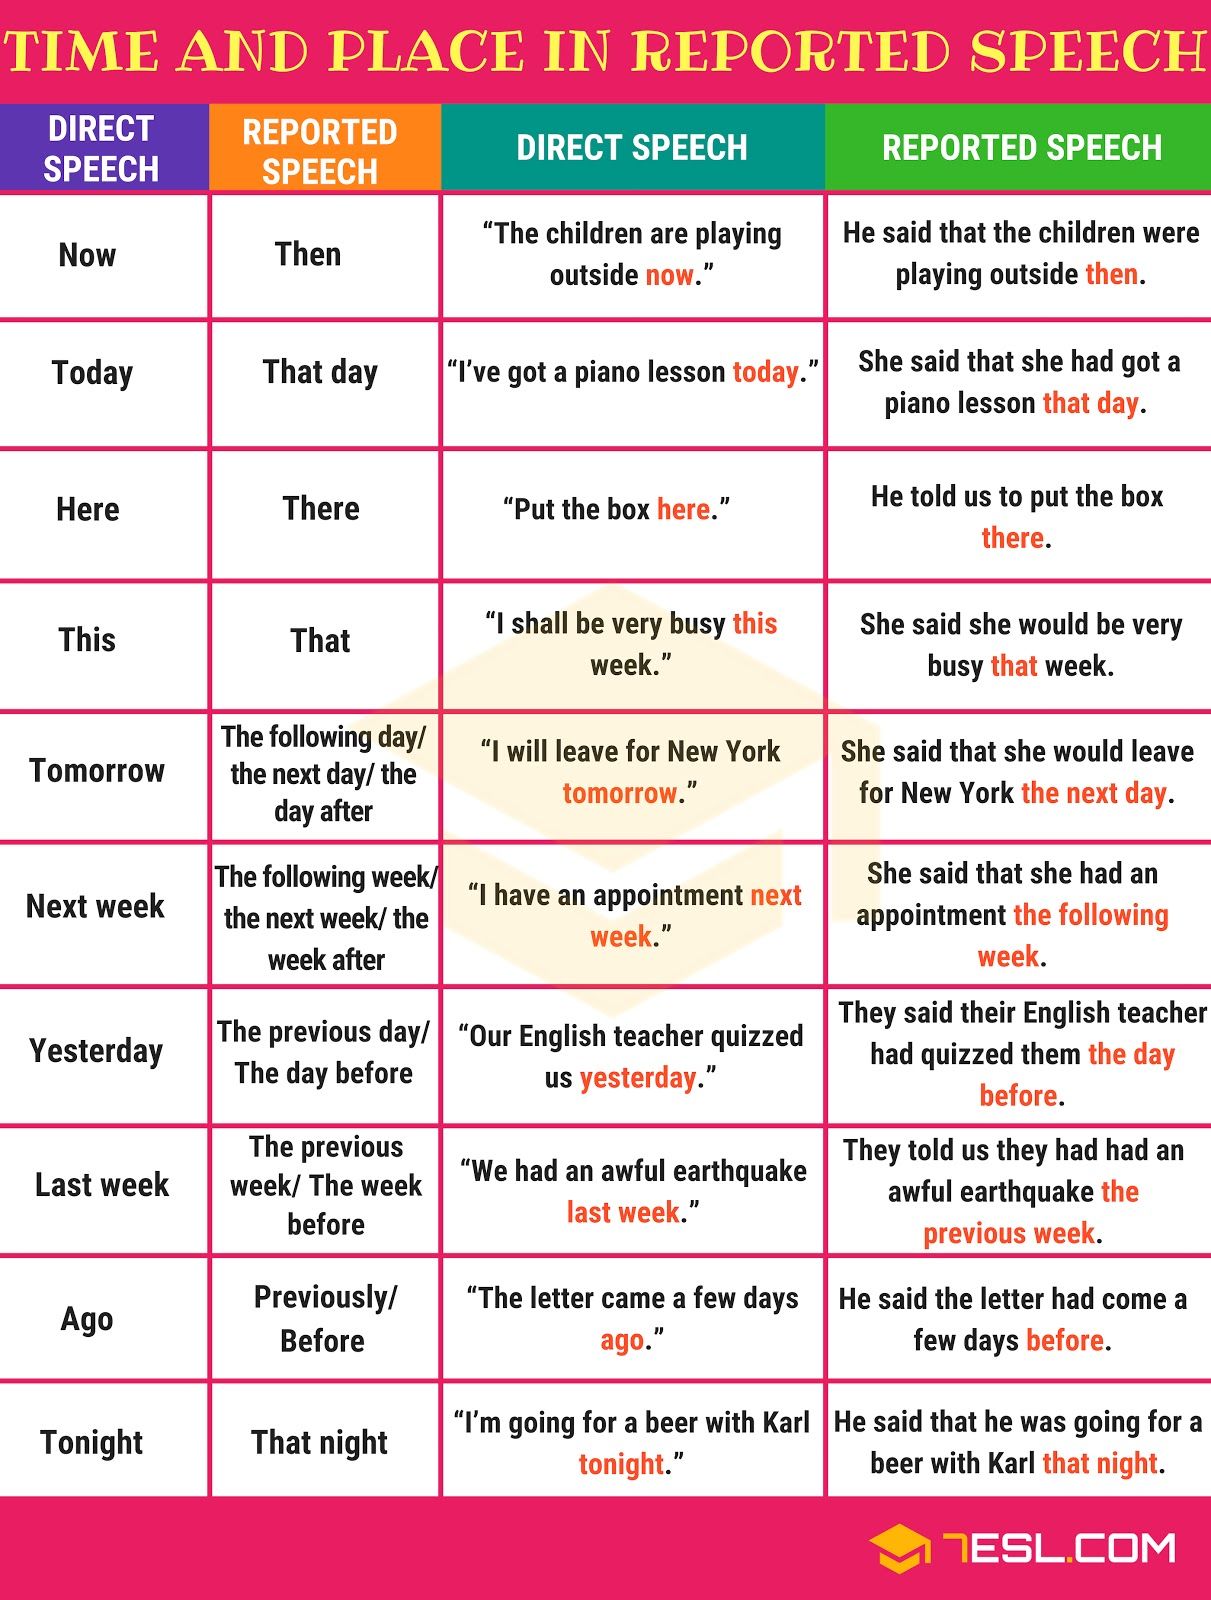 TIME AND PLACE IN REPORTED SPEECH
DIRECT
SPEECH
REPORTED
SPEECH
DIRECT SPEECH
REPORTED SPEECH
Now
Then
“The children are playing
outside now.”
He said that the children were
playing outside then.
Today
That day
“I’ve got a piano lesson today.”
She said that she had got a
piano lesson that day.
Here
There
“Put the box here.”
He told us to put the box
there.
This
That
“I shall be very busy this
week.”
She said she would be very
busy that week.
Tomorrow
The following day/
the next day/ the
day after
“I will leave for New York
tomorrow.”
She said that she would leave
for New York the next day.
Next week
The following week/
the next week/ the
week after
“I have an appointment next
week.”
She said that she had an
appointment the following
week.
Yesterday
The previous day/
The day before
“Our English teacher quizzed
us yesterday.”
They said their English teacher
had quizzed them the day
before.
Last week
The previous
week/ The week
before
“We had an awful earthquake
last week.”
They told us they had had an
awful earthquake the
previous week.
Ago
Previously/
Before
“The letter came a few days
ago.”
He said the letter had come a
few days before.
Tonight
That night
“I’m going for a beer with Karl
tonight.”
He said that he was going for a
beer with Karl that night.
7ESL.COM